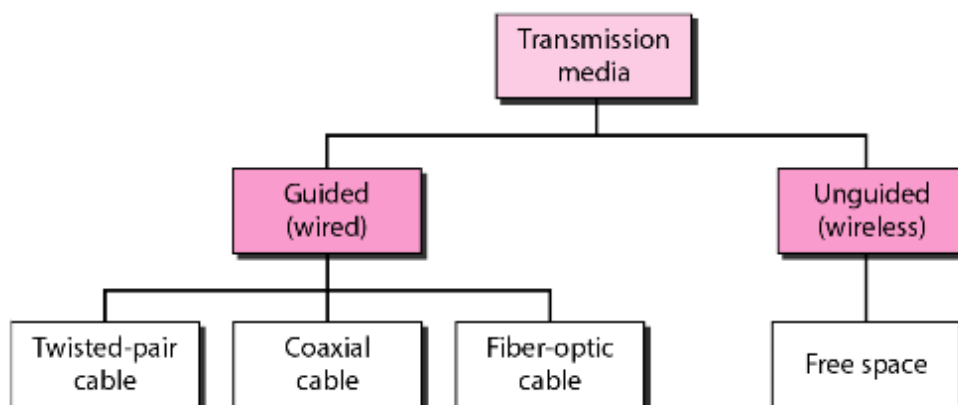 Transmission
media
Guided
(wired)
Unguided
(wireless)
Twisted-pair
cable
Coaxial
cable
Fiber-optic
cable
Free space